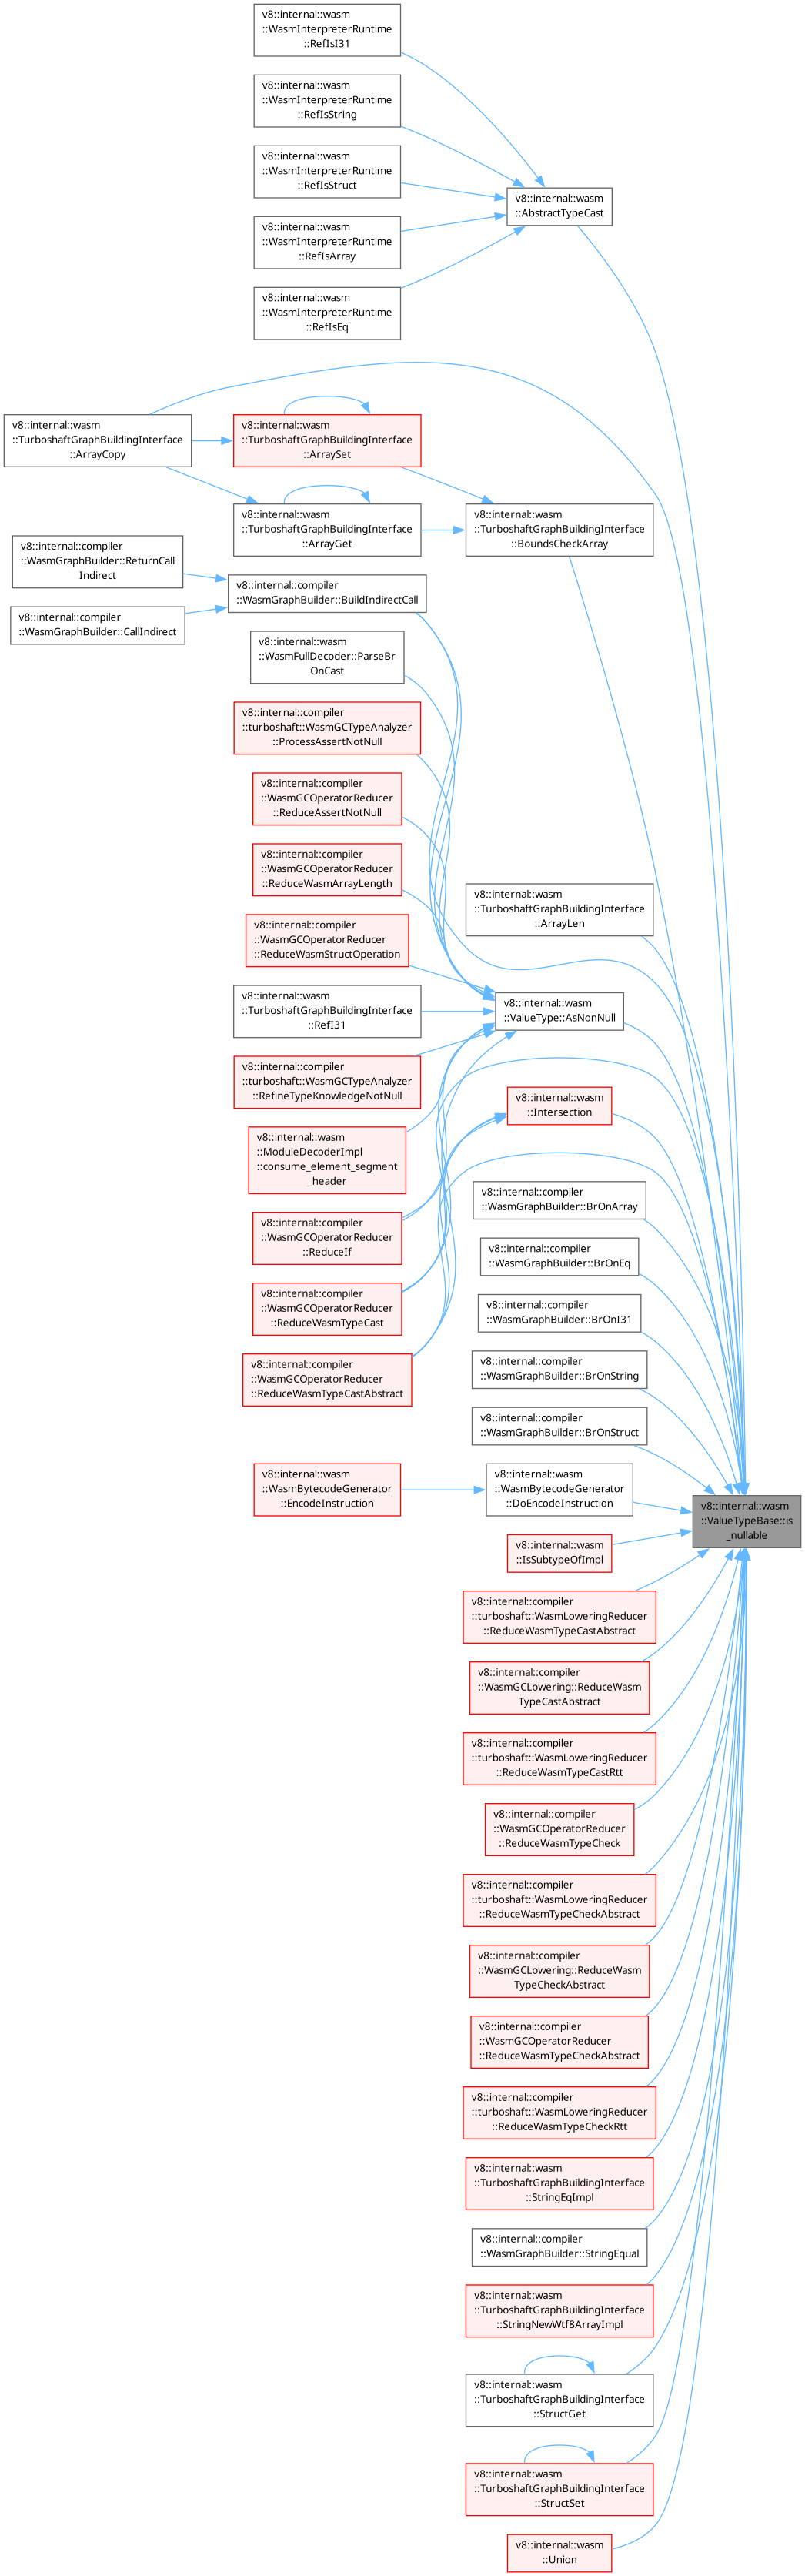 v8::internal::wasm
::WasmInterpreterRuntime
::RefIsI31
v8::internal::wasm
::WasmInterpreterRuntime
::RefIsString
v8::internal::wasm
::WasmInterpreterRuntime
::RefIsStruct
v8::internal::wasm
::AbstractTypeCast
v8::internal::wasm
::WasmInterpreterRuntime
::RefIsArray
v8::internal::wasm
::WasmInterpreterRuntime
::RefIsEq
v8::internal::wasm
::TurboshaftGraphBuildingInterface
::ArrayCopy
v8::internal::wasm
::TurboshaftGraphBuildingInterface
::ArraySet
v8::internal::wasm
::TurboshaftGraphBuildingInterface
::ArrayGet
v8::internal::wasm
::TurboshaftGraphBuildingInterface
::BoundsCheckArray
v8::internal::compiler
::WasmGraphBuilder::ReturnCall
Indirect
v8::internal::compiler
::WasmGraphBuilder::BuildIndirectCall
v8::internal::compiler
::WasmGraphBuilder::CallIndirect
v8::internal::wasm
::WasmFullDecoder::ParseBr
OnCast
v8::internal::compiler
::turboshaft::WasmGCTypeAnalyzer
::ProcessAssertNotNull
v8::internal::compiler
::WasmGCOperatorReducer
::ReduceAssertNotNull
v8::internal::compiler
::WasmGCOperatorReducer
::ReduceWasmArrayLength
v8::internal::wasm
::TurboshaftGraphBuildingInterface
::ArrayLen
v8::internal::compiler
::WasmGCOperatorReducer
::ReduceWasmStructOperation
v8::internal::wasm
::TurboshaftGraphBuildingInterface
::RefI31
v8::internal::wasm
::ValueType::AsNonNull
v8::internal::compiler
::turboshaft::WasmGCTypeAnalyzer
::RefineTypeKnowledgeNotNull
v8::internal::wasm
::Intersection
v8::internal::wasm
::ModuleDecoderImpl
::consume_element_segment
_header
v8::internal::compiler
::WasmGraphBuilder::BrOnArray
v8::internal::compiler
::WasmGCOperatorReducer
::ReduceIf
v8::internal::compiler
::WasmGraphBuilder::BrOnEq
v8::internal::compiler
::WasmGCOperatorReducer
::ReduceWasmTypeCast
v8::internal::compiler
::WasmGraphBuilder::BrOnI31
v8::internal::compiler
::WasmGCOperatorReducer
::ReduceWasmTypeCastAbstract
v8::internal::compiler
::WasmGraphBuilder::BrOnString
v8::internal::compiler
::WasmGraphBuilder::BrOnStruct
v8::internal::wasm
::WasmBytecodeGenerator
::EncodeInstruction
v8::internal::wasm
::WasmBytecodeGenerator
::DoEncodeInstruction
v8::internal::wasm
::ValueTypeBase::is
_nullable
v8::internal::wasm
::IsSubtypeOfImpl
v8::internal::compiler
::turboshaft::WasmLoweringReducer
::ReduceWasmTypeCastAbstract
v8::internal::compiler
::WasmGCLowering::ReduceWasm
TypeCastAbstract
v8::internal::compiler
::turboshaft::WasmLoweringReducer
::ReduceWasmTypeCastRtt
v8::internal::compiler
::WasmGCOperatorReducer
::ReduceWasmTypeCheck
v8::internal::compiler
::turboshaft::WasmLoweringReducer
::ReduceWasmTypeCheckAbstract
v8::internal::compiler
::WasmGCLowering::ReduceWasm
TypeCheckAbstract
v8::internal::compiler
::WasmGCOperatorReducer
::ReduceWasmTypeCheckAbstract
v8::internal::compiler
::turboshaft::WasmLoweringReducer
::ReduceWasmTypeCheckRtt
v8::internal::wasm
::TurboshaftGraphBuildingInterface
::StringEqImpl
v8::internal::compiler
::WasmGraphBuilder::StringEqual
v8::internal::wasm
::TurboshaftGraphBuildingInterface
::StringNewWtf8ArrayImpl
v8::internal::wasm
::TurboshaftGraphBuildingInterface
::StructGet
v8::internal::wasm
::TurboshaftGraphBuildingInterface
::StructSet
v8::internal::wasm
::Union